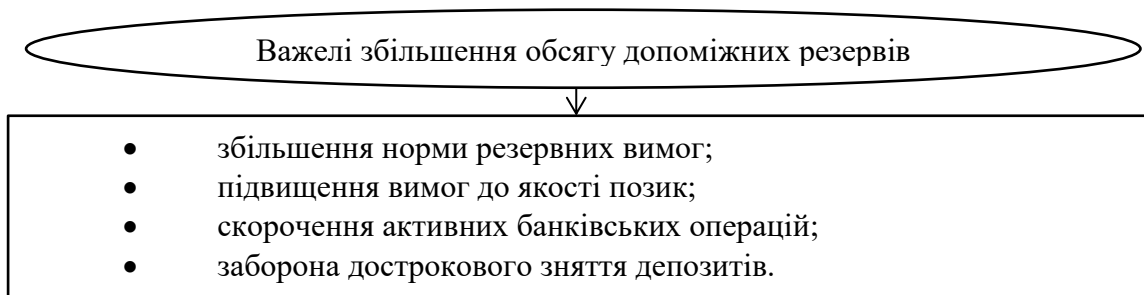 Важелі збільшення обсягу допоміжних резервів
• збільшення норми резервних вимог;
• підвищення вимог до якості позик;
• скорочення активних банківських операцій;
• заборона дострокового зняття депозитів.